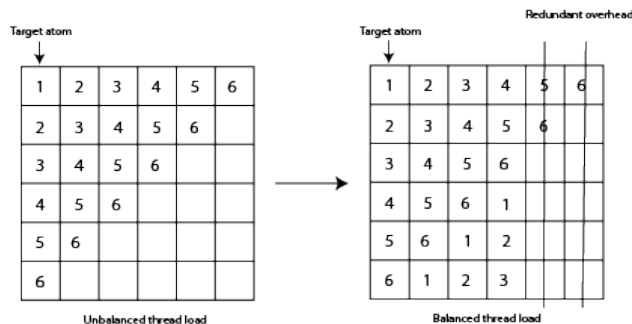 Redundant overhead
Target atom
Target atom
1 2 3 4 5 6
2 3 4 5 6
3 4 5 6
4 5 6
5 6
6
1 2 3 4 5 6
2 3 4 5 6
3 4 5 6
4 5 6 1
5 6 1 2
6 1 2 3
Unbalanced thread load
Balanced thread load